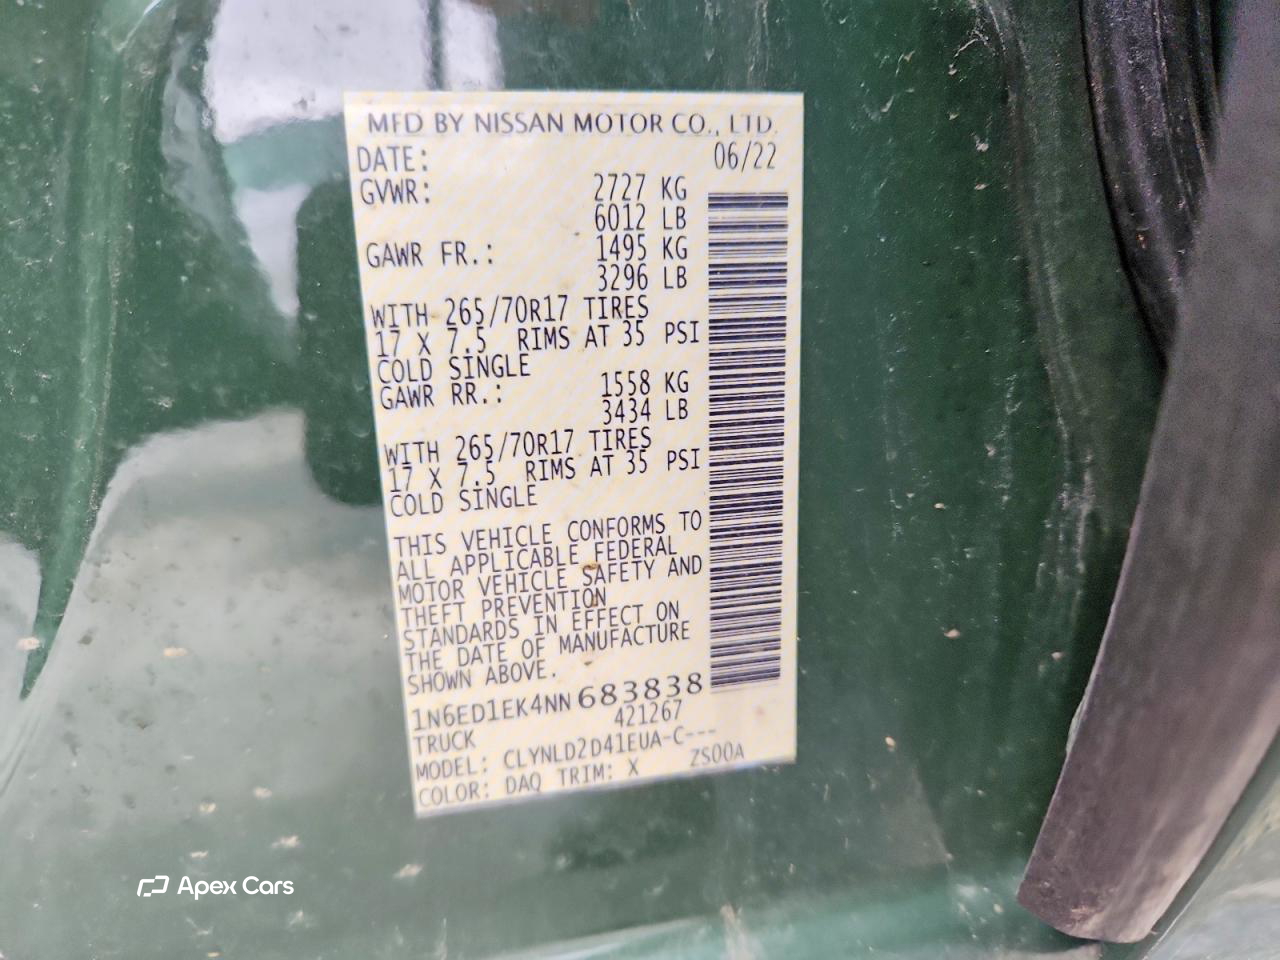 MFD BY NISSAN MOTOR CO., LTD.
DATE: 06/22
GVWR: 2727 KG
6012 LB
GAWR FR.: 1495 KG
3296 LB
WITH 265/70R17 TIRES
17 X 7.5 RIMS AT 35 PSI
COLD SINGLE
GAWR RR.: 1558 KG
3434 LB
WITH 265/70R17 TIRES
17 X 7.5 RIMS AT 35 PSI
COLD SINGLE
THIS VEHICLE CONFORMS TO
ALL APPLICABLE FEDERAL
MOTOR VEHICLE SAFETY AND
THEFT PREVENTION
STANDARDS IN EFFECT ON
THE DATE OF MANUFACTURE
SHOWN ABOVE.
1N6ED1EK4NN683838
TRUCK 421267
MODEL: CLYNLD2D41EUA-C---
COLOR: DAQ TRIM: X ZS00A
Apex Cars